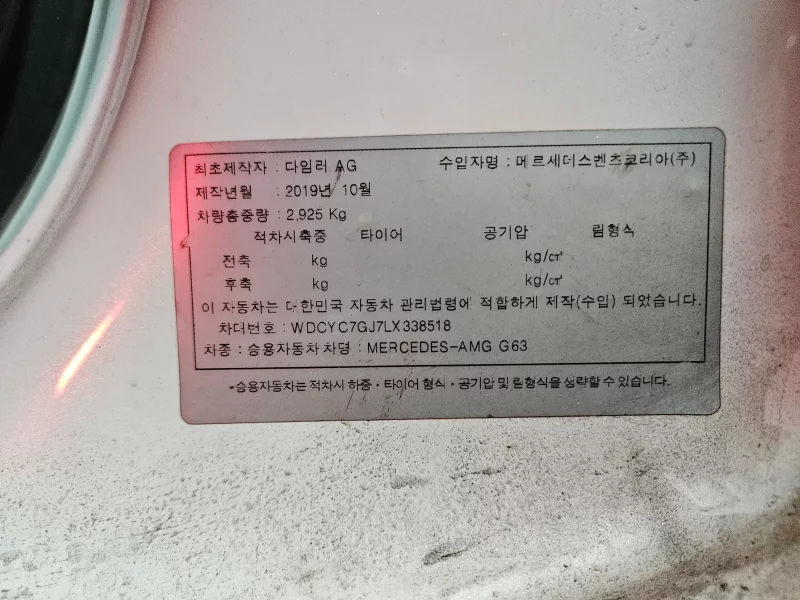 최초제작자 : 다임러 AG 수입자명 : 메르세데스벤츠코리아(주)
제작년월 : 2019년 10월
차량총중량 : 2,925 Kg
적차시축중 타이어 공기압 림형식
전축 kg kg/㎠
후축 kg kg/㎠
이 자동차는 대한민국 자동차 관리법령에 적합하게 제작(수입) 되었습니다.
차대번호 : WDCYC7GJ7LX338518
차종 : 승용자동차 차명 : MERCEDES-AMG G63
*승용자동차는 적차시 하중·타이어 형식·공기압 및 림형식을 생략할 수 있습니다.